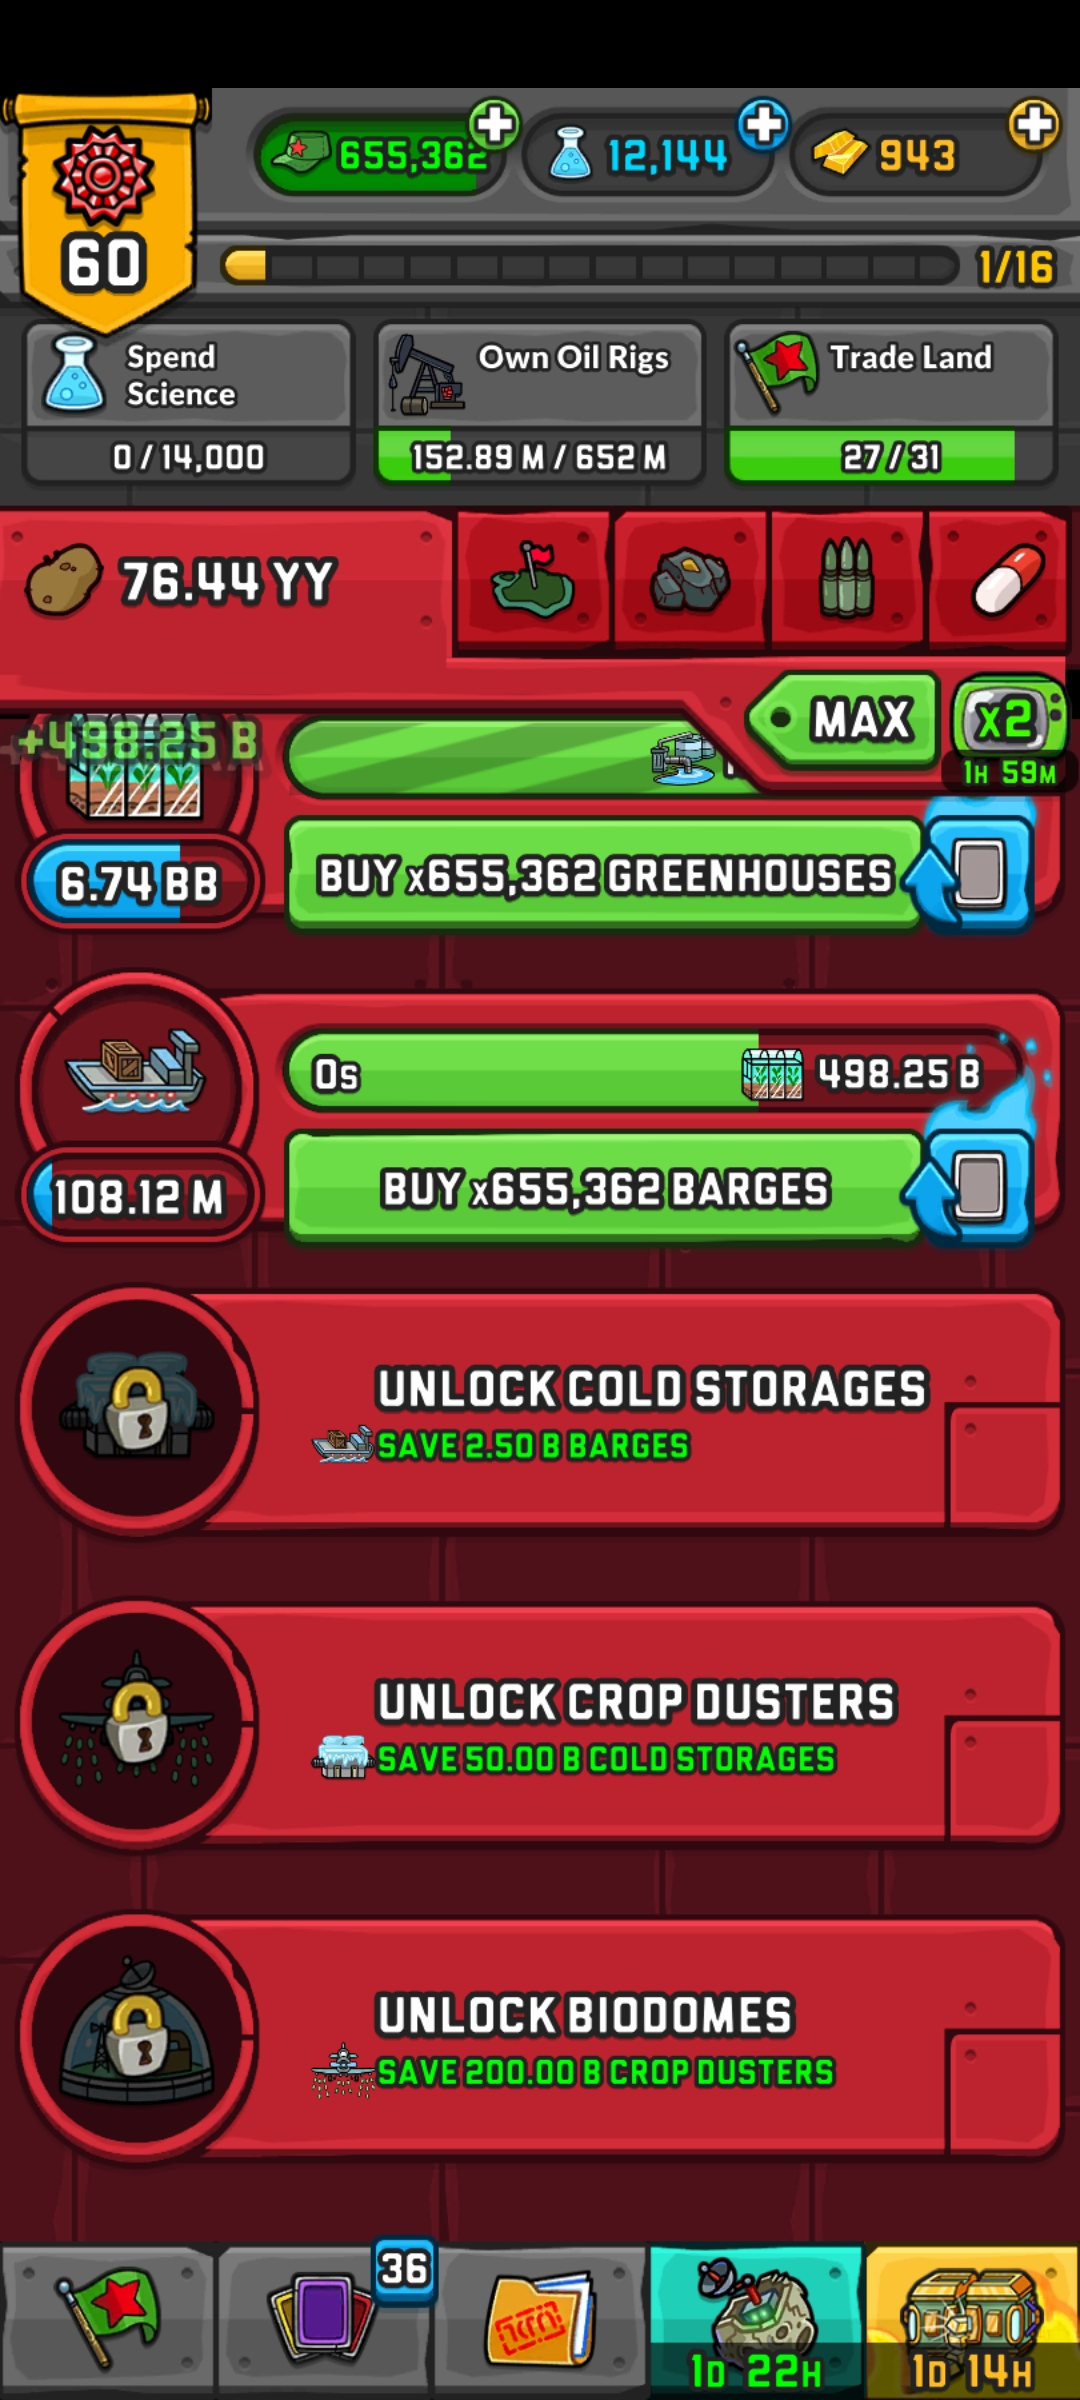 655,362
12,144
943
60
1/16
Spend
Science
0/14,000
Own Oil Rigs
152.89 M / 652 M
Trade Land
27/31
76.44 YY
MAX
x2
1H 59M
+498.25 B
6.74 BB
BUY x655,362 GREENHOUSES
0s
498.25 B
108.12 M
BUY x655,362 BARGES
UNLOCK COLD STORAGES
SAVE 2.50 B BARGES
UNLOCK CROP DUSTERS
SAVE 50.00 B COLD STORAGES
UNLOCK BIODOMES
SAVE 200.00 B CROP DUSTERS
36
1D 22H
1D 14H